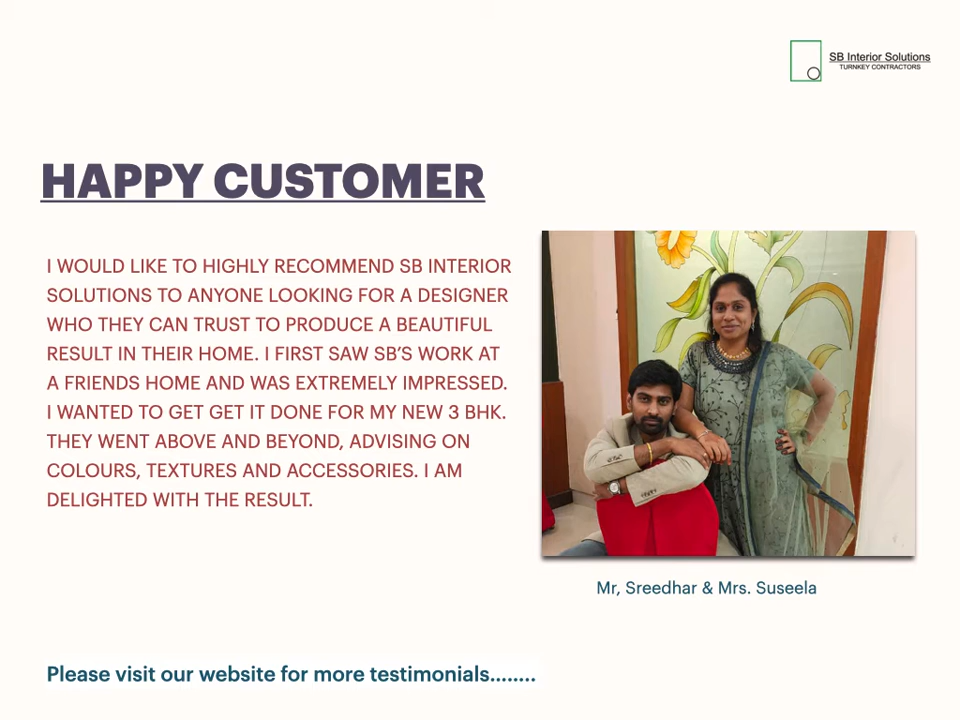 SB Interior Solutions
TURNKEY CONTRACTORS
HAPPY CUSTOMER
I WOULD LIKE TO HIGHLY RECOMMEND SB INTERIOR
SOLUTIONS TO ANYONE LOOKING FOR A DESIGNER
WHO THEY CAN TRUST TO PRODUCE A BEAUTIFUL
RESULT IN THEIR HOME. I FIRST SAW SB’S WORK AT
A FRIENDS HOME AND WAS EXTREMELY IMPRESSED.
I WANTED TO GET GET IT DONE FOR MY NEW 3 BHK.
THEY WENT ABOVE AND BEYOND, ADVISING ON
COLOURS, TEXTURES AND ACCESSORIES. I AM
DELIGHTED WITH THE RESULT.
Mr, Sreedhar & Mrs. Suseela
Please visit our website for more testimonials........